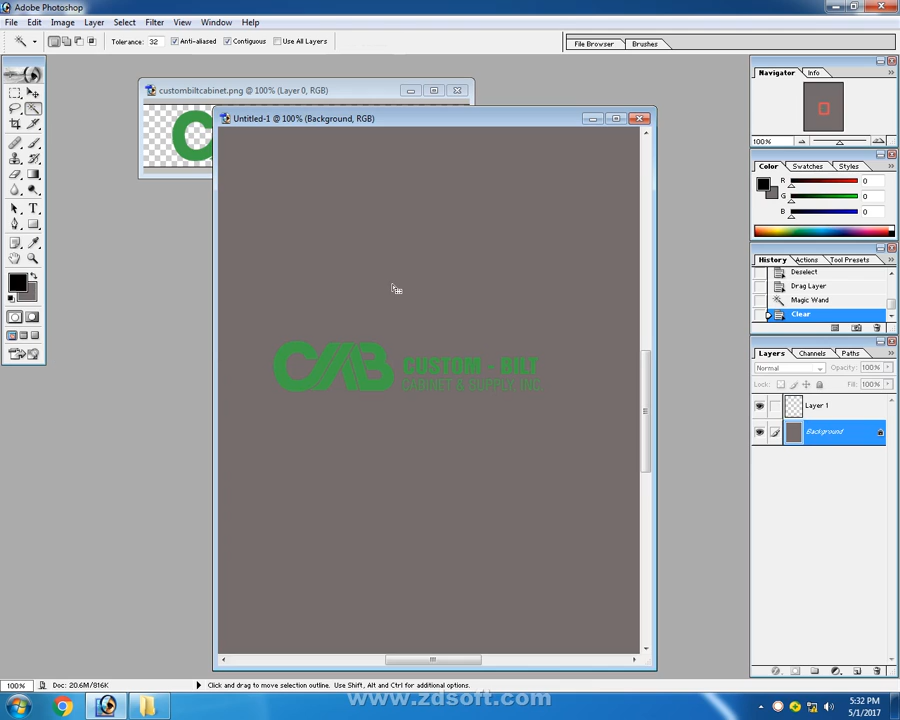 Adobe Photoshop
File Edit Image Layer Select Filter View Window Help
Tolerance: 32 Anti-aliased Contiguous Use All Layers File Browser Brushes
custombiltcabinet.png @ 100% (Layer 0, RGB)
Untitled-1 @ 100% (Background, RGB)
CMB CUSTOM - BILT
CABINET & SUPPLY INC.
Navigator Info
100%
Color Swatches Styles
R 0
G 0
B 0
History Actions Tool Presets
Deselect
Drag Layer
Magic Wand
Clear
Layers Channels Paths
Normal Opacity: 100%
Lock: Fill: 100%
Layer 1
Background
100% Doc: 20.6M/816K Click and drag to move selection outline. Use Shift, Alt and Ctrl for additional options.
www.zdsoft.com
5:32 PM
5/1/2017